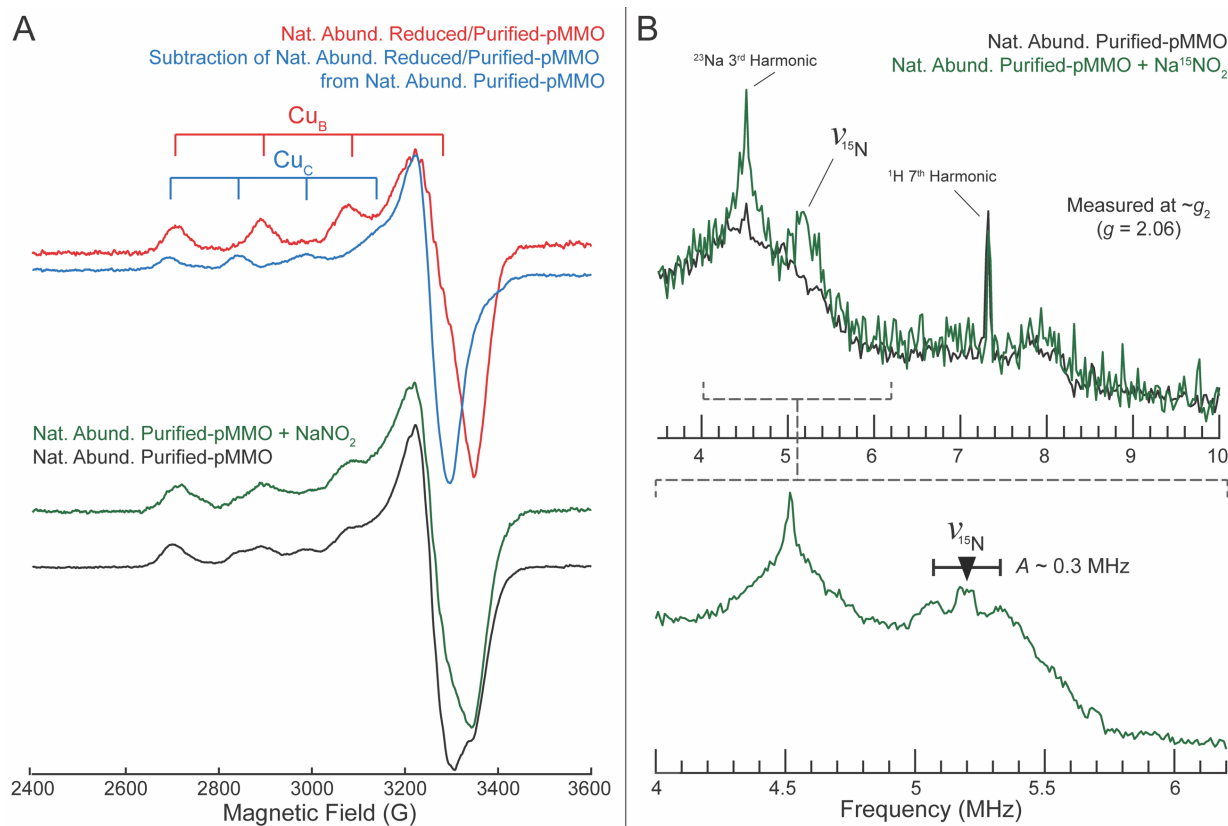 A
Nat. Abund. Reduced/Purified-pMMO
Subtraction of Nat. Abund. Reduced/Purified-pMMO
from Nat. Abund. Purified-pMMO
Cu_B
Cu_C
Nat. Abund. Purified-pMMO + NaNO₂
Nat. Abund. Purified-pMMO
2400 2600 2800 3000 3200 3400 3600
Magnetic Field (G)
B
Nat. Abund. Purified-pMMO
Nat. Abund. Purified-pMMO + Na¹⁵NO₂
²³Na 3ʳᵈ Harmonic
ν₁₅N
¹H 7ᵗʰ Harmonic
Measured at ~g₂
(g = 2.06)
4 5 6 7 8 9 10
ν₁₅N
A ~ 0.3 MHz
4 4.5 5 5.5 6
Frequency (MHz)